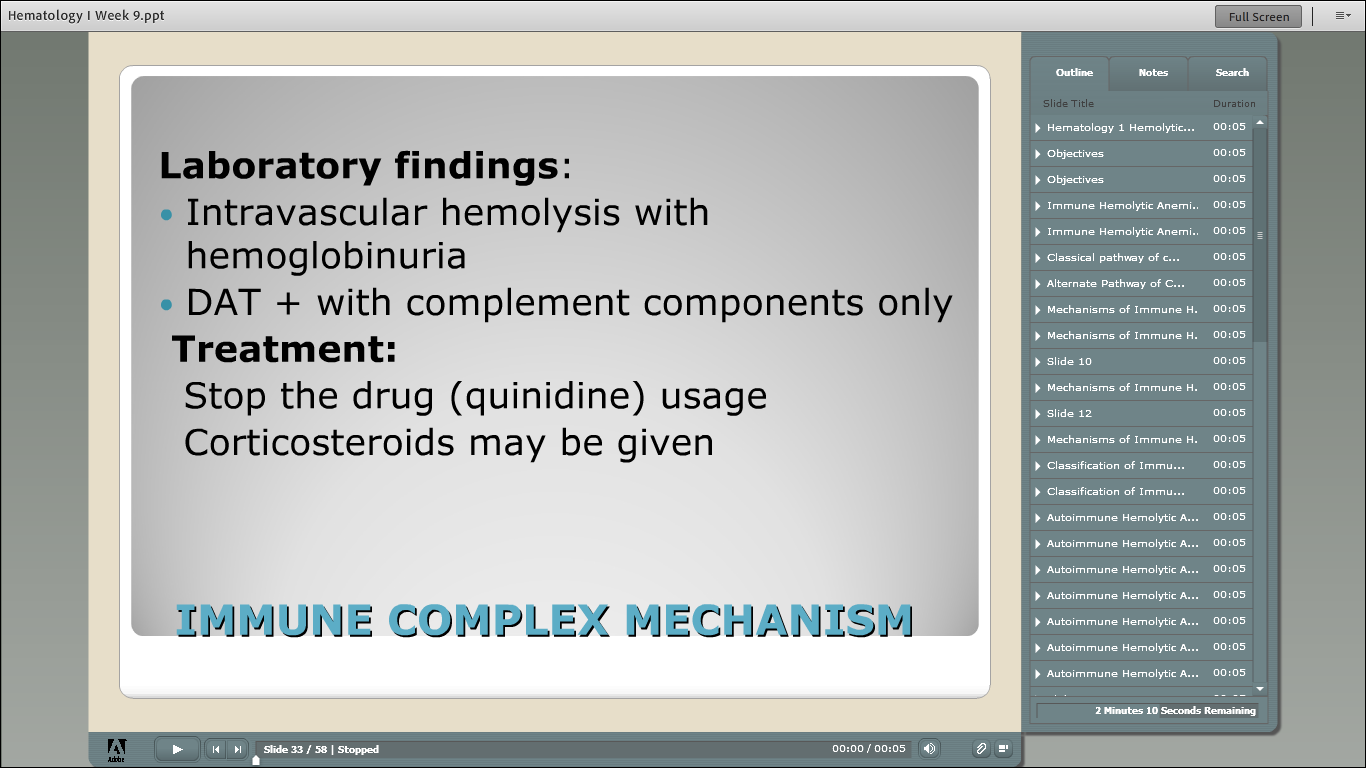 Hematology I Week 9.ppt
Full Screen
Laboratory findings:
Intravascular hemolysis with
hemoglobinuria
DAT + with complement components only
Treatment:
Stop the drug (quinidine) usage
Corticosteroids may be given
IMMUNE COMPLEX MECHANISM
Outline Notes Search
Slide Title Duration
Hematology 1 Hemolytic... 00:05
Objectives 00:05
Objectives 00:05
Immune Hemolytic Anemi.. 00:05
Immune Hemolytic Anemi.. 00:05
Classical pathway of c... 00:05
Alternate Pathway of C... 00:05
Mechanisms of Immune H. 00:05
Mechanisms of Immune H. 00:05
Slide 10 00:05
Mechanisms of Immune H. 00:05
Slide 12 00:05
Mechanisms of Immune H. 00:05
Classification of Immu... 00:05
Classification of Immu... 00:05
Autoimmune Hemolytic A... 00:05
Autoimmune Hemolytic A... 00:05
Autoimmune Hemolytic A... 00:05
Autoimmune Hemolytic A... 00:05
Autoimmune Hemolytic A... 00:05
Autoimmune Hemolytic A... 00:05
Autoimmune Hemolytic A... 00:05
2 Minutes 10 Seconds Remaining
Adobe
Slide 33 / 58 | Stopped
00:00 / 00:05